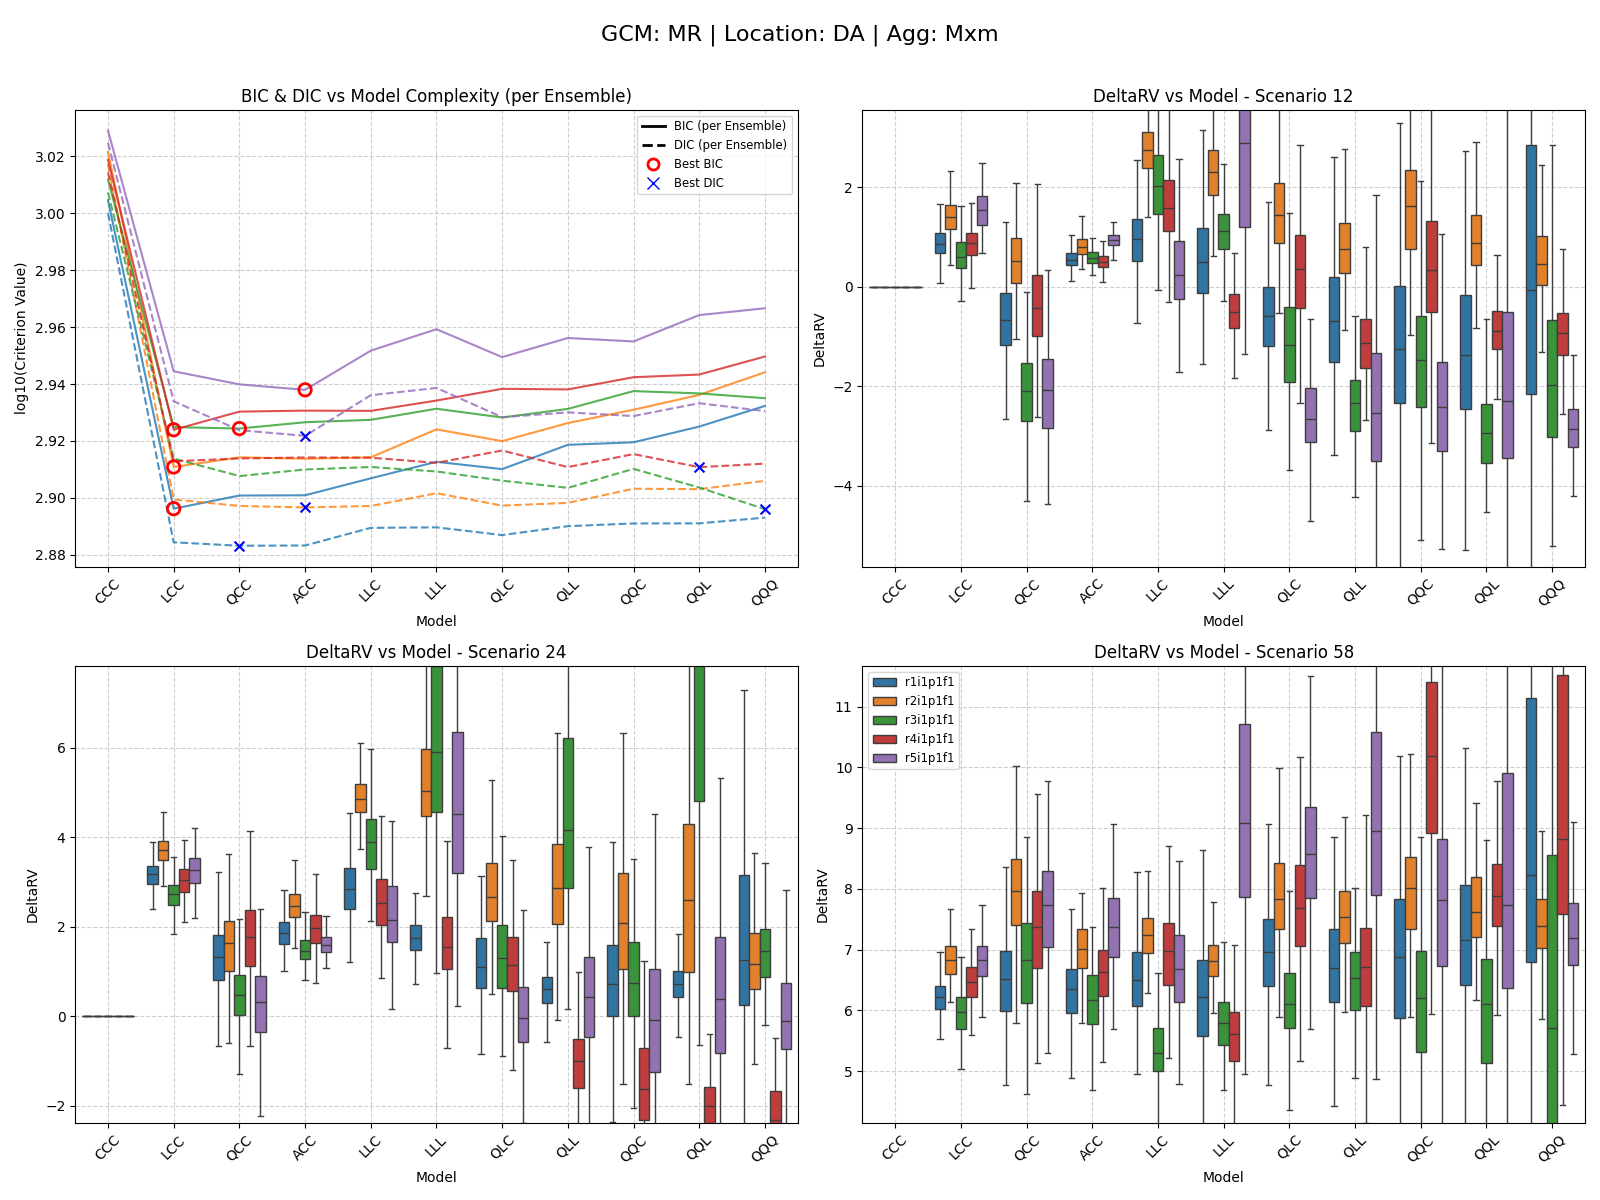 GCM: MR | Location: DA | Agg: Mxm
BIC & DIC vs Model Complexity (per Ensemble)
log10(Criterion Value)
3.02
3.00
2.98
2.96
2.94
2.92
2.90
2.88
BIC (per Ensemble)
DIC (per Ensemble)
Best BIC
Best DIC
CCC LCC QCC ACC LLC LLL QLC QLL QQC QQL QQQ
Model
DeltaRV vs Model - Scenario 12
DeltaRV
2
0
−2
−4
CCC LCC QCC ACC LLC LLL QLC QLL QQC QQL QQQ
Model
DeltaRV vs Model - Scenario 24
DeltaRV
6
4
2
0
−2
CCC LCC QCC ACC LLC LLL QLC QLL QQC QQL QQQ
Model
DeltaRV vs Model - Scenario 58
DeltaRV
11
10
9
8
7
6
5
r1i1p1f1
r2i1p1f1
r3i1p1f1
r4i1p1f1
r5i1p1f1
CCC LCC QCC ACC LLC LLL QLC QLL QQC QQL QQQ
Model